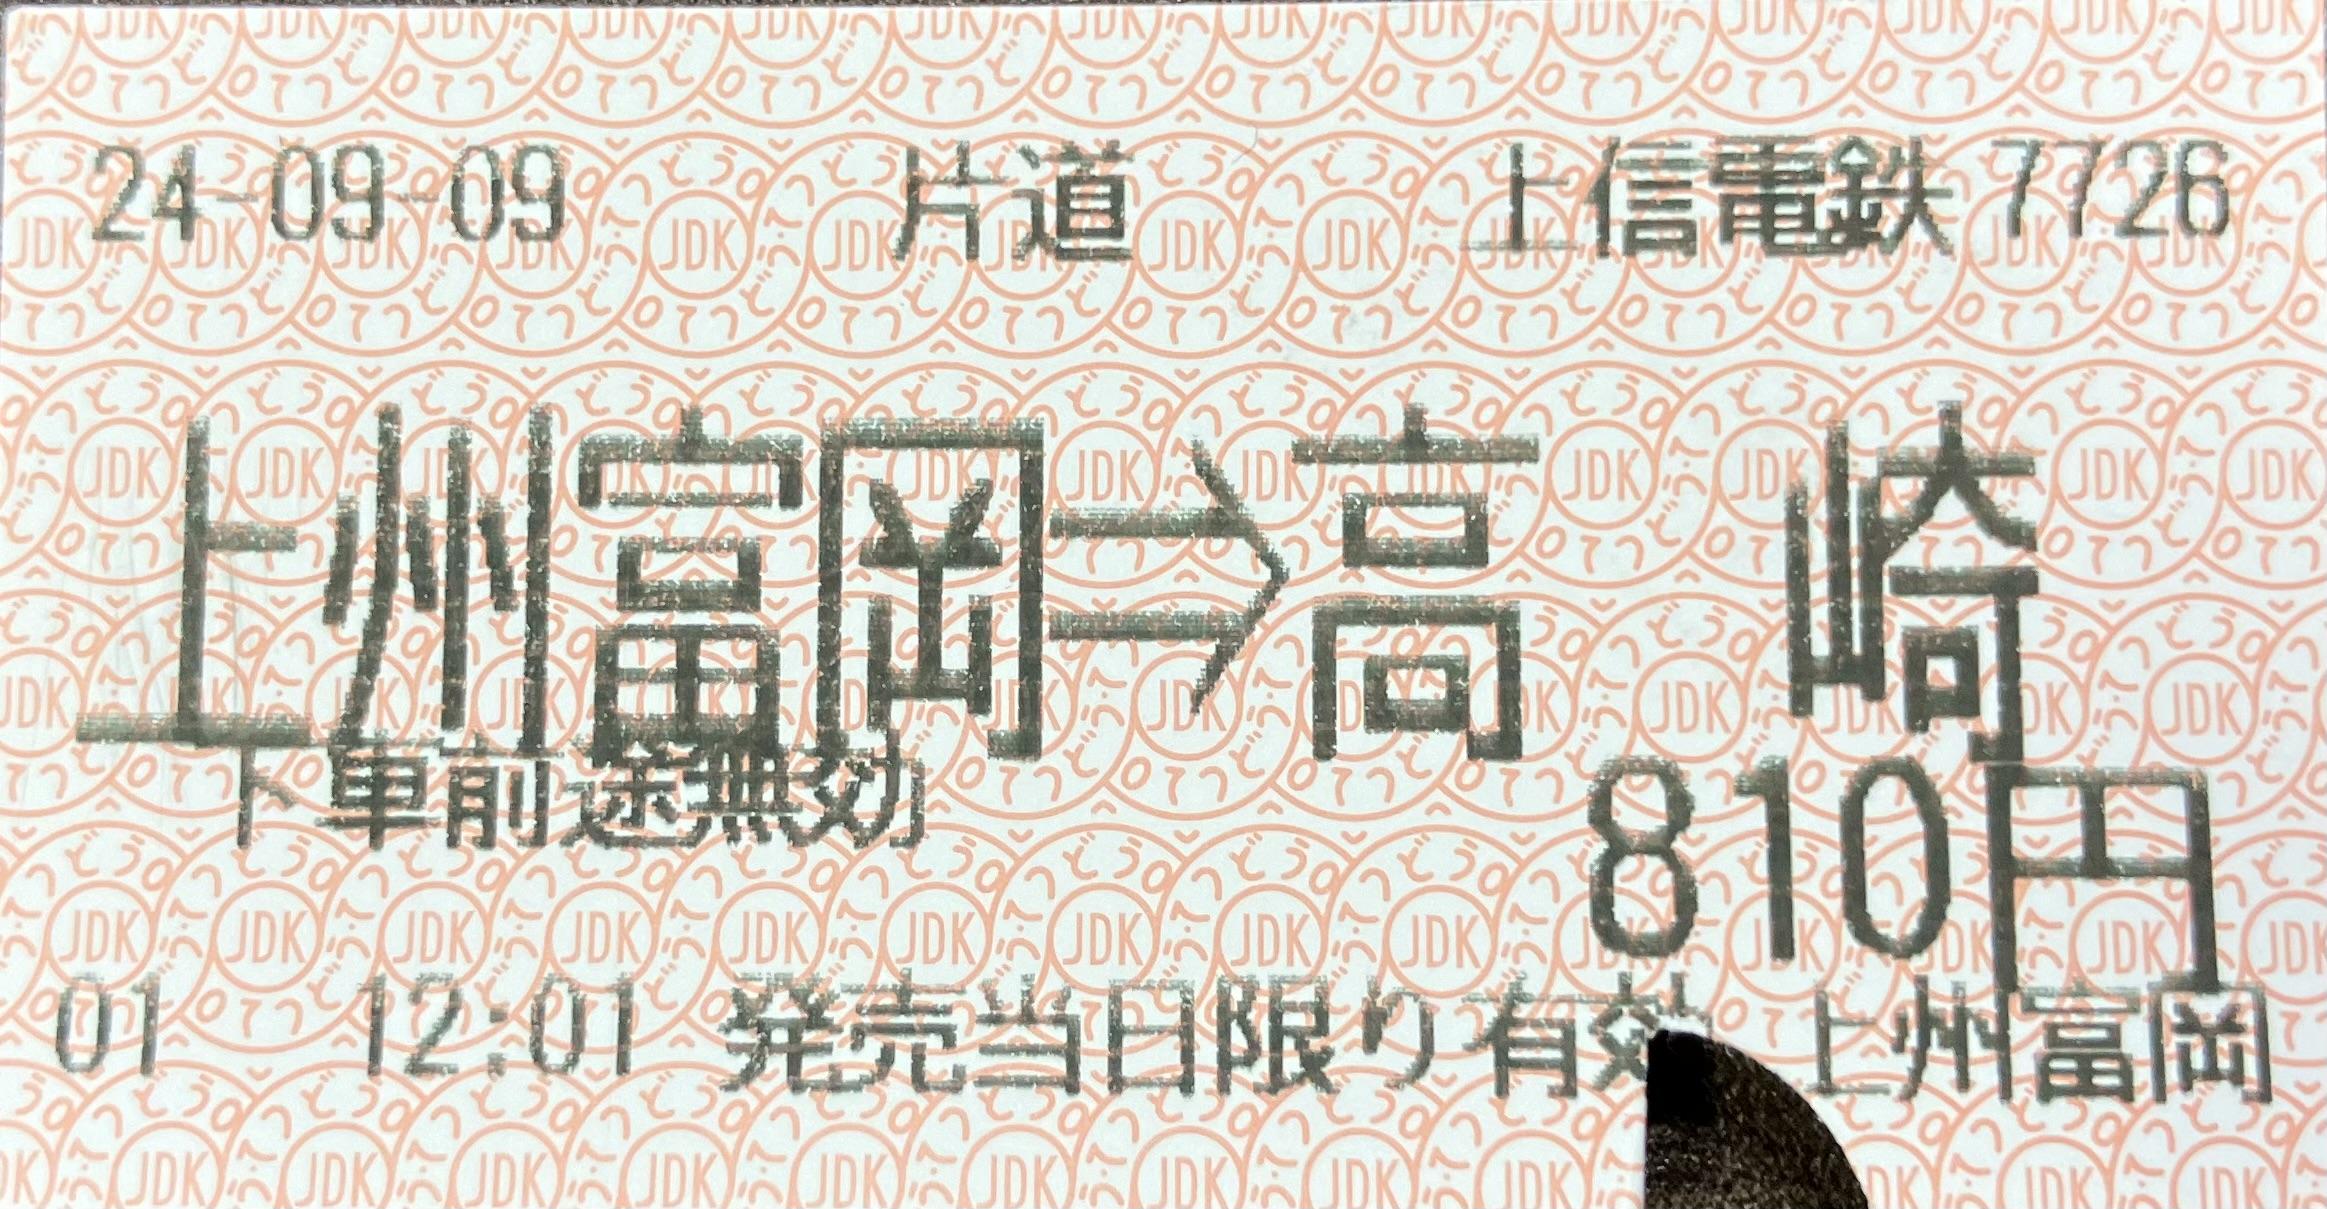 24-09-09 片道 上信電鉄 7726
上州富岡⇒高崎
下車前途無効
810円
01 12:01 発売当日限り有効 上州富岡